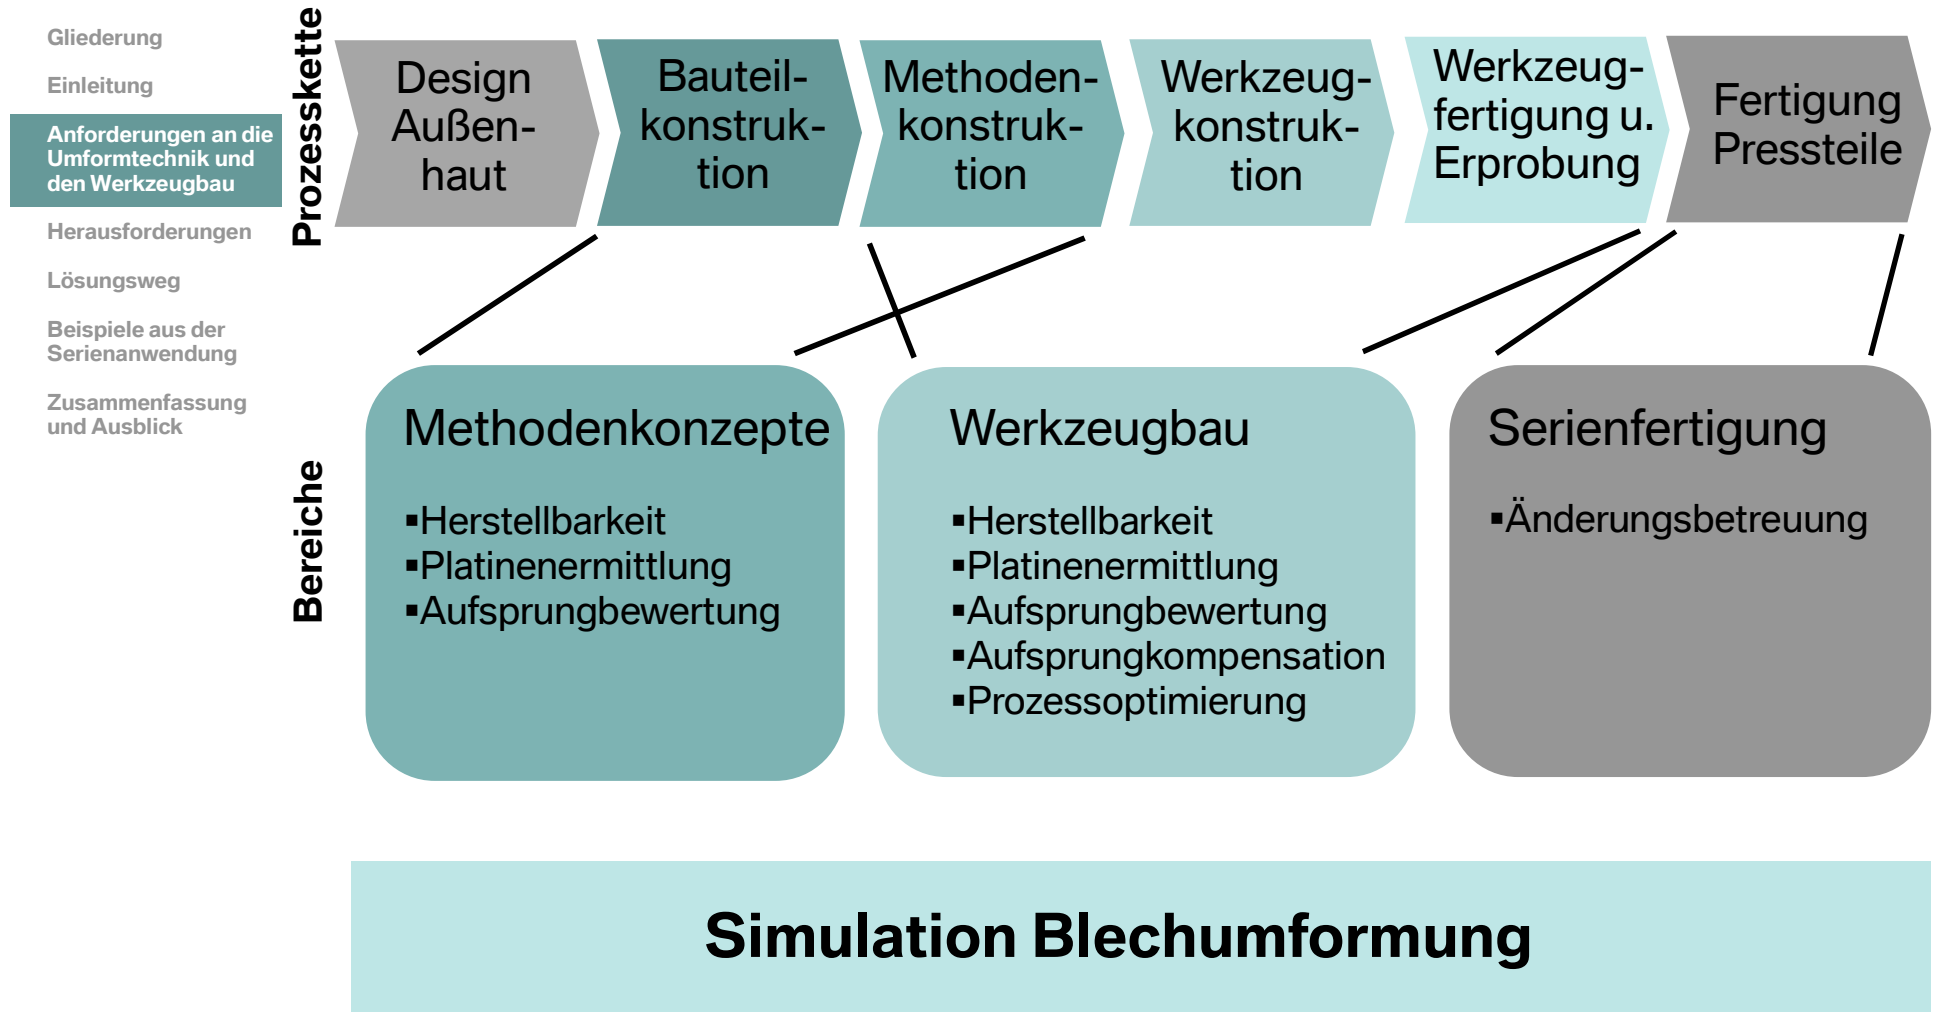 Gliederung
Einleitung
Anforderungen an die
Umformtechnik und
den Werkzeugbau
Herausforderungen
Lösungsweg
Beispiele aus der
Serienanwendung
Zusammenfassung
und Ausblick
Prozesskette
Design
Außen-
haut
Bauteil-
konstruk-
tion
Methoden-
konstruk-
tion
Werkzeug-
konstruk-
tion
Werkzeug-
fertigung u.
Erprobung
Fertigung
Pressteile
Bereiche
Methodenkonzepte
▪Herstellbarkeit
▪Platinenermittlung
▪Aufsprungbewertung
Werkzeugbau
▪Herstellbarkeit
▪Platinenermittlung
▪Aufsprungbewertung
▪Aufsprungkompensation
▪Prozessoptimierung
Serienfertigung
▪Änderungsbetreuung
Simulation Blechumformung